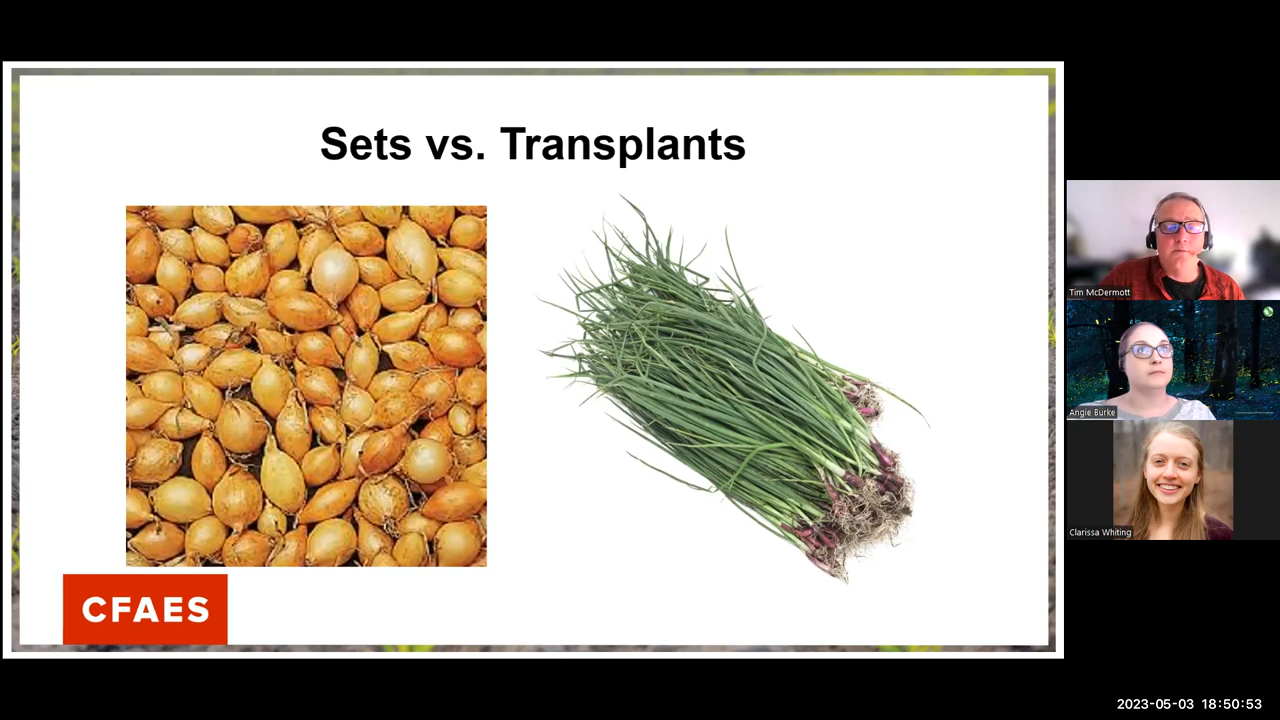 Sets vs. Transplants
CFAES
Tim McDermott
Angie Burke
Clarissa Whiting
2023-05-03 18:50:53